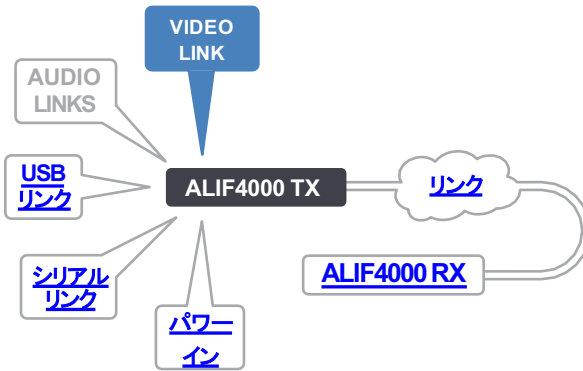 VIDEO
LINK
AUDIO
LINKS
USB
リンク
ALIF4000 TX
リンク
シリアル
リンク
ALIF4000 RX
パワー
イン